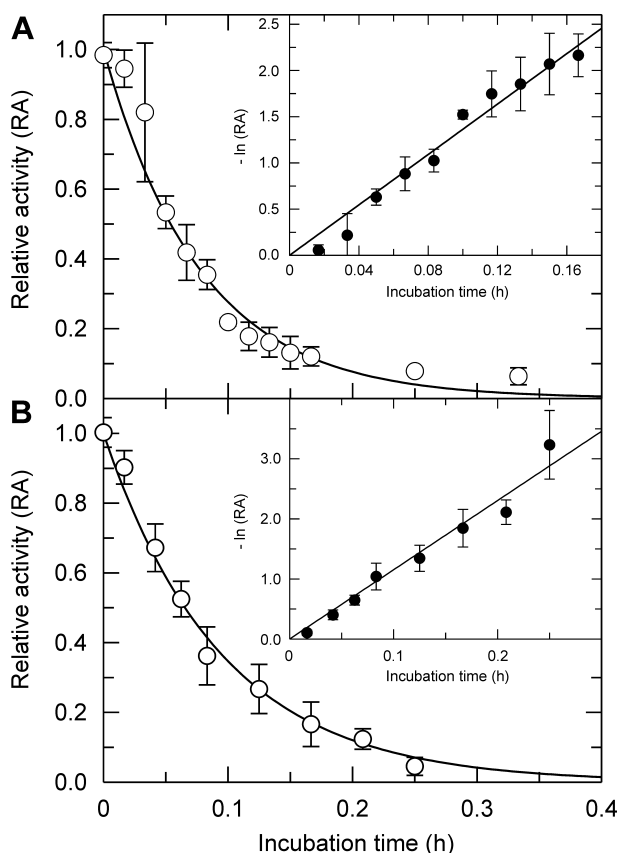 A
Relative activity (RA)
1.0
0.8
0.6
0.4
0.2
0.0
- ln (RA)
2.5
2.0
1.5
1.0
0.5
0.0
0 0.04 0.08 0.12 0.16
Incubation time (h)
B
Relative activity (RA)
1.0
0.8
0.6
0.4
0.2
0.0
- ln (RA)
3.0
2.0
1.0
0.0
0 0.1 0.2
Incubation time (h)
0 0.1 0.2 0.3 0.4
Incubation time (h)